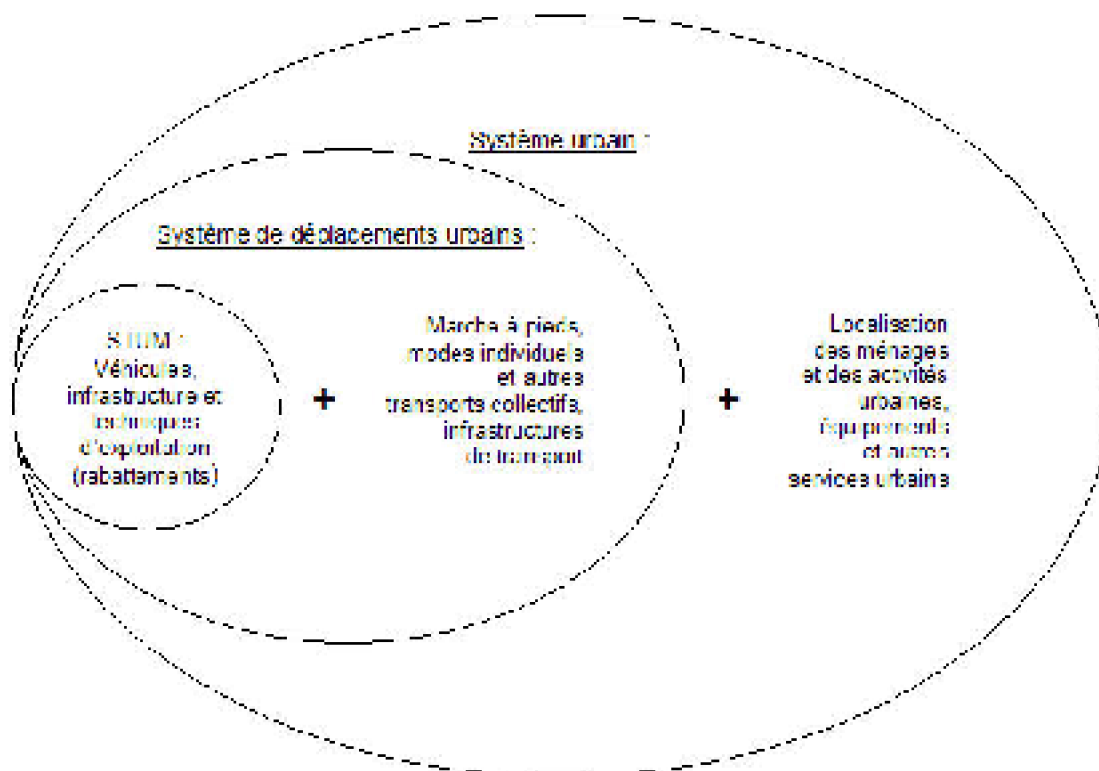 Système urbain :
Système de déplacements urbains :
Véhicules,
infrastructure et
techniques
d'exploitation
(rabattements)
+
Marche à pieds,
modes individuels
et autres
transports collectifs,
infrastructures
de transport
+
Localisation
des ménages
et des activités
urbaines,
équipements
et autres
services urbains